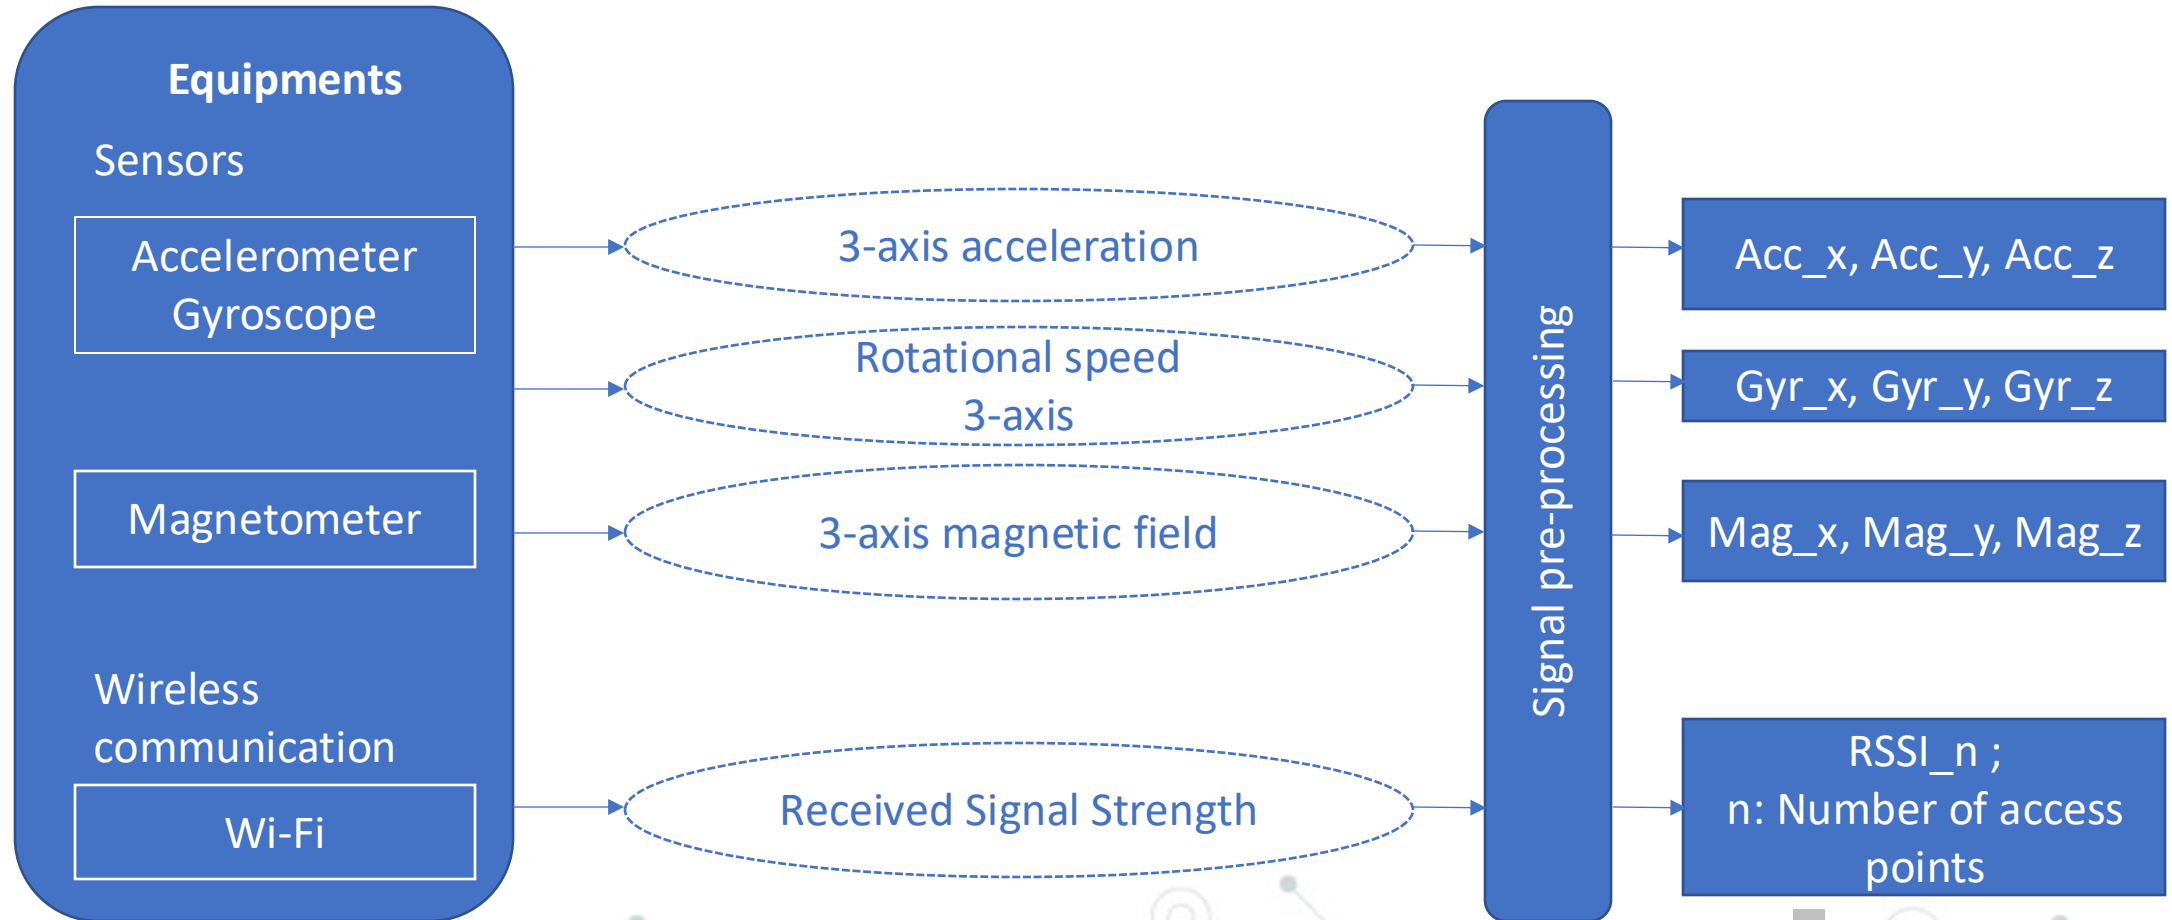 Equipments
Sensors
Accelerometer
Gyroscope
Magnetometer
Wireless
communication
Wi-Fi
3-axis acceleration
Rotational speed
3-axis
3-axis magnetic field
Received Signal Strength
Signal pre-processing
Acc_x, Acc_y, Acc_z
Gyr_x, Gyr_y, Gyr_z
Mag_x, Mag_y, Mag_z
RSSI_n ;
n: Number of access
points